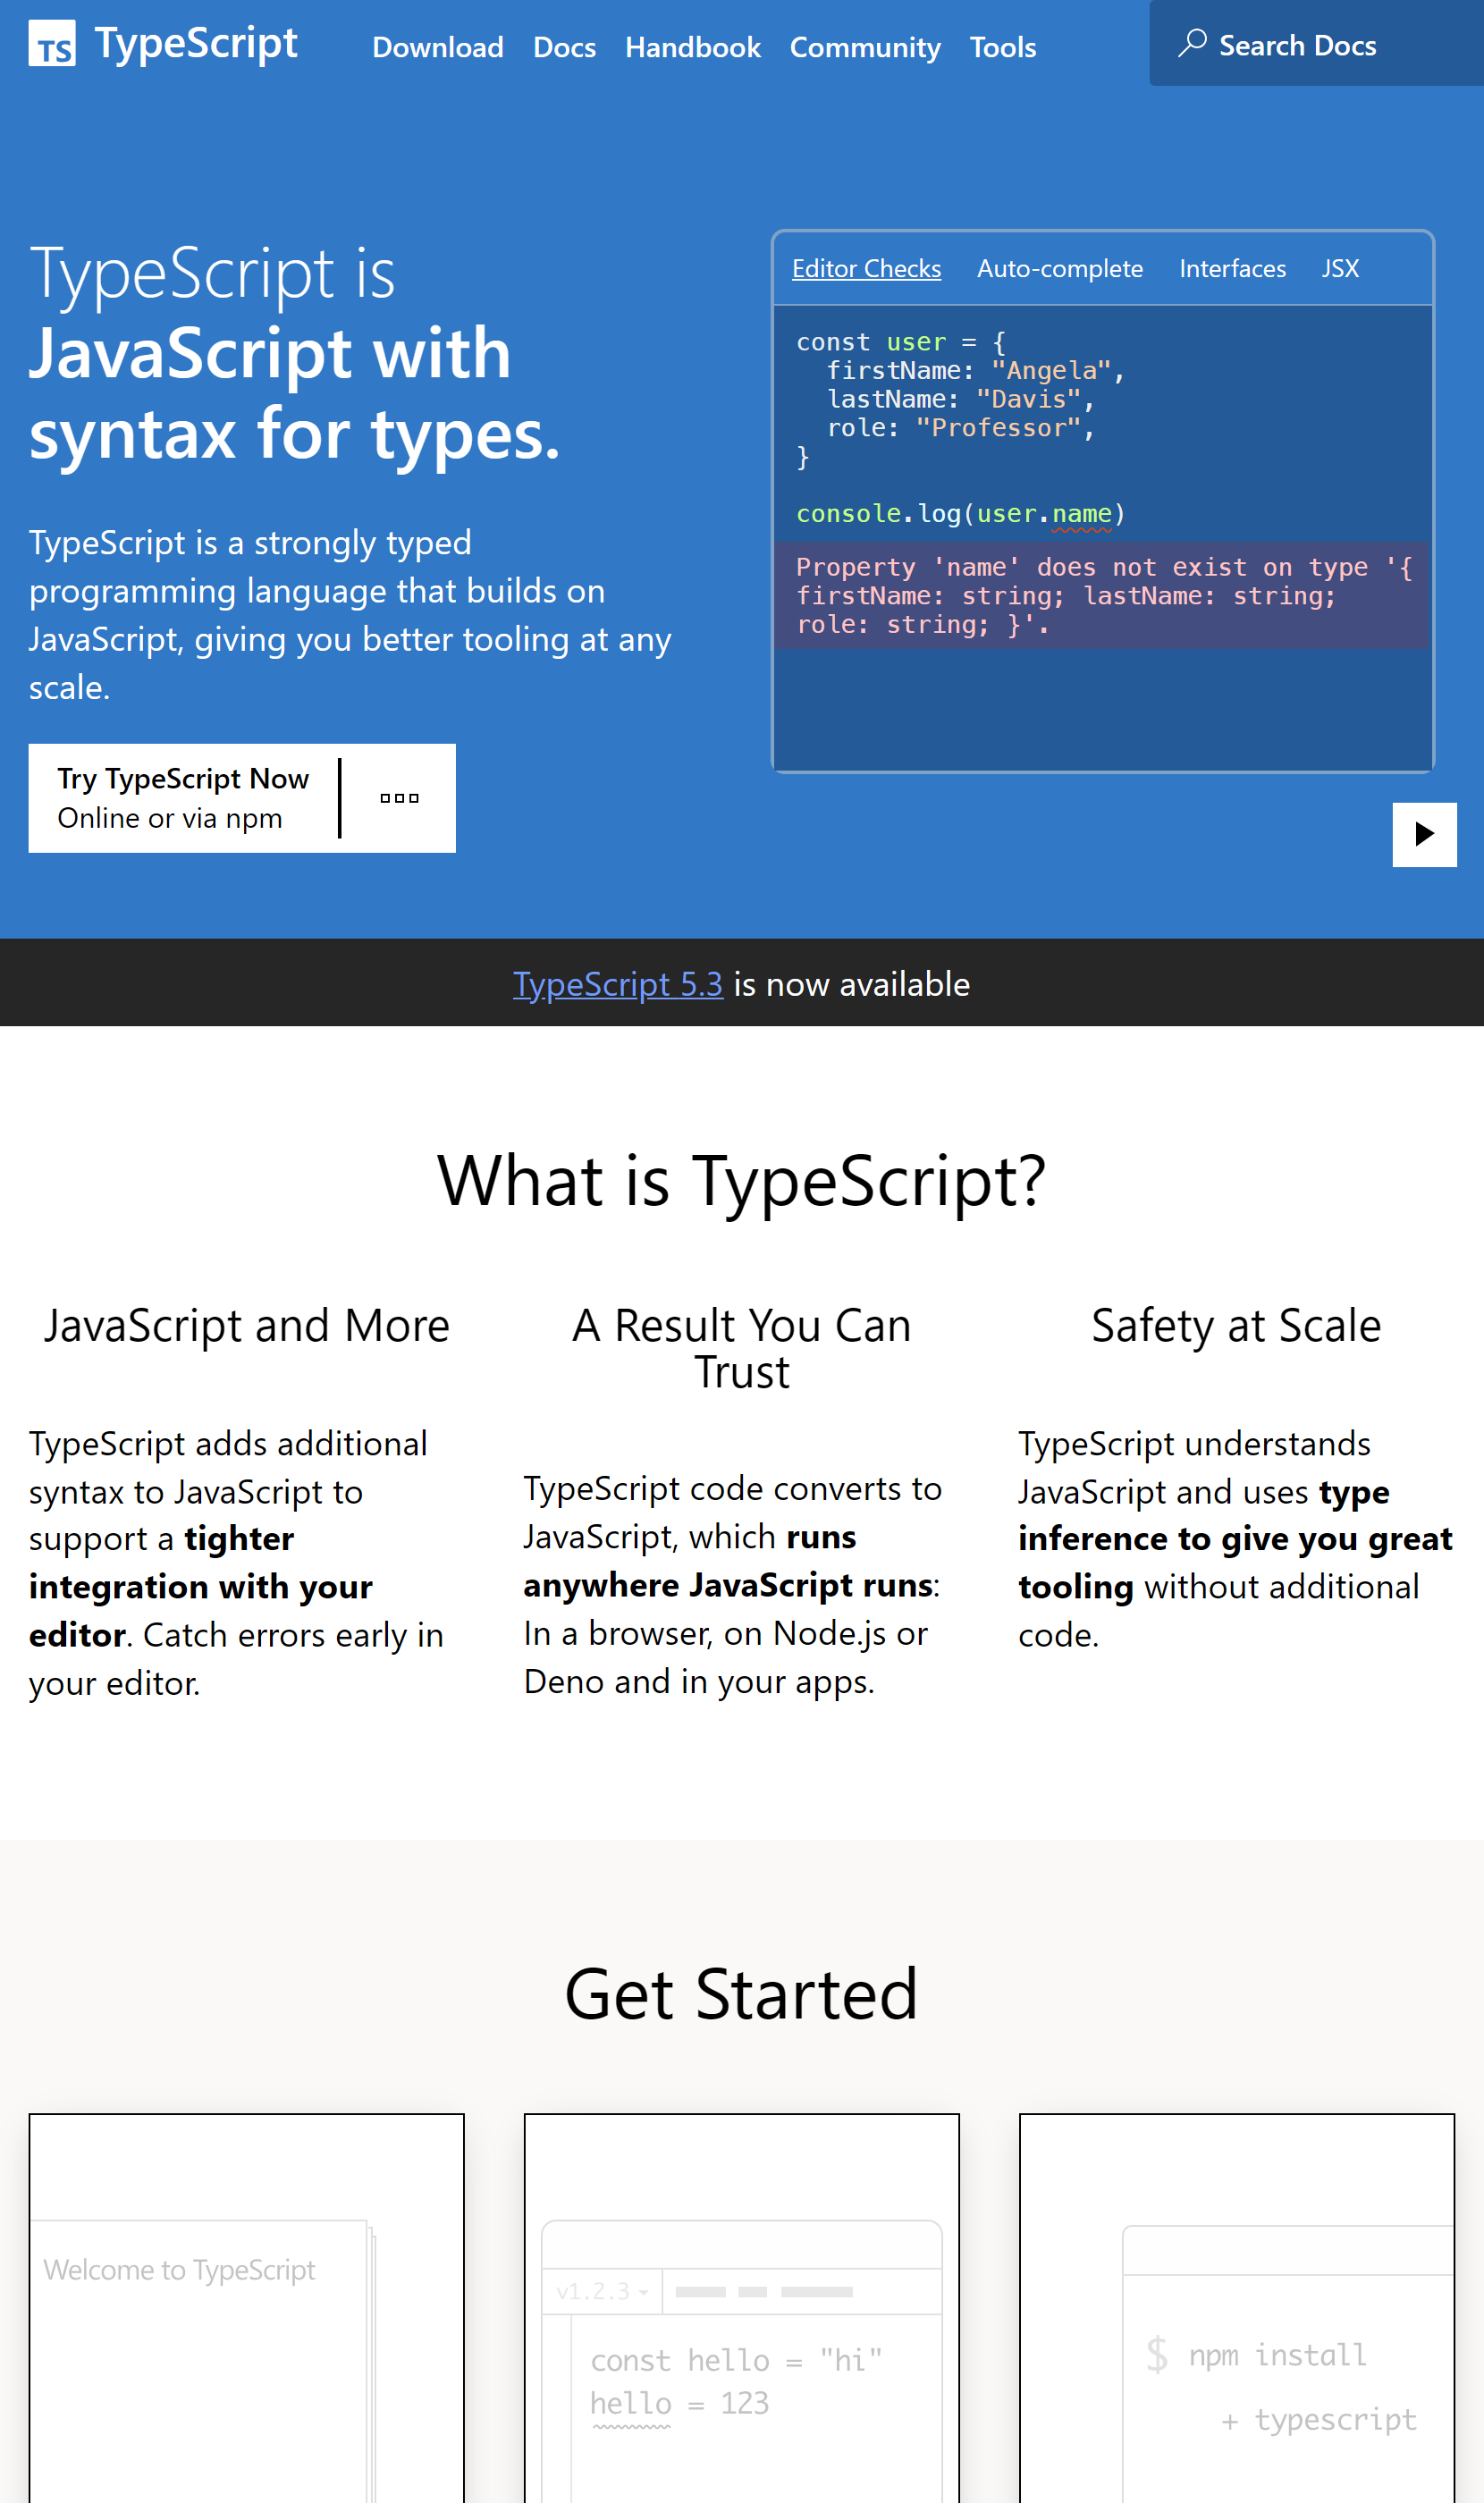 TS TypeScript Download Docs Handbook Community Tools Search Docs
TypeScript is
JavaScript with
syntax for types.
TypeScript is a strongly typed
programming language that builds on
JavaScript, giving you better tooling at any
scale.
Try TypeScript Now
Online or via npm
Editor Checks Auto-complete Interfaces JSX
const user = {
  firstName: "Angela",
  lastName: "Davis",
  role: "Professor",
}
console.log(user.name)
Property 'name' does not exist on type '{
firstName: string; lastName: string;
role: string; }'.
TypeScript 5.3 is now available
What is TypeScript?
JavaScript and More
TypeScript adds additional
syntax to JavaScript to
support a tighter
integration with your
editor. Catch errors early in
your editor.
A Result You Can
Trust
TypeScript code converts to
JavaScript, which runs
anywhere JavaScript runs:
In a browser, on Node.js or
Deno and in your apps.
Safety at Scale
TypeScript understands
JavaScript and uses type
inference to give you great
tooling without additional
code.
Get Started
Welcome to TypeScript
v1.2.3
const hello = "hi"
hello = 123
$ npm install
+ typescript